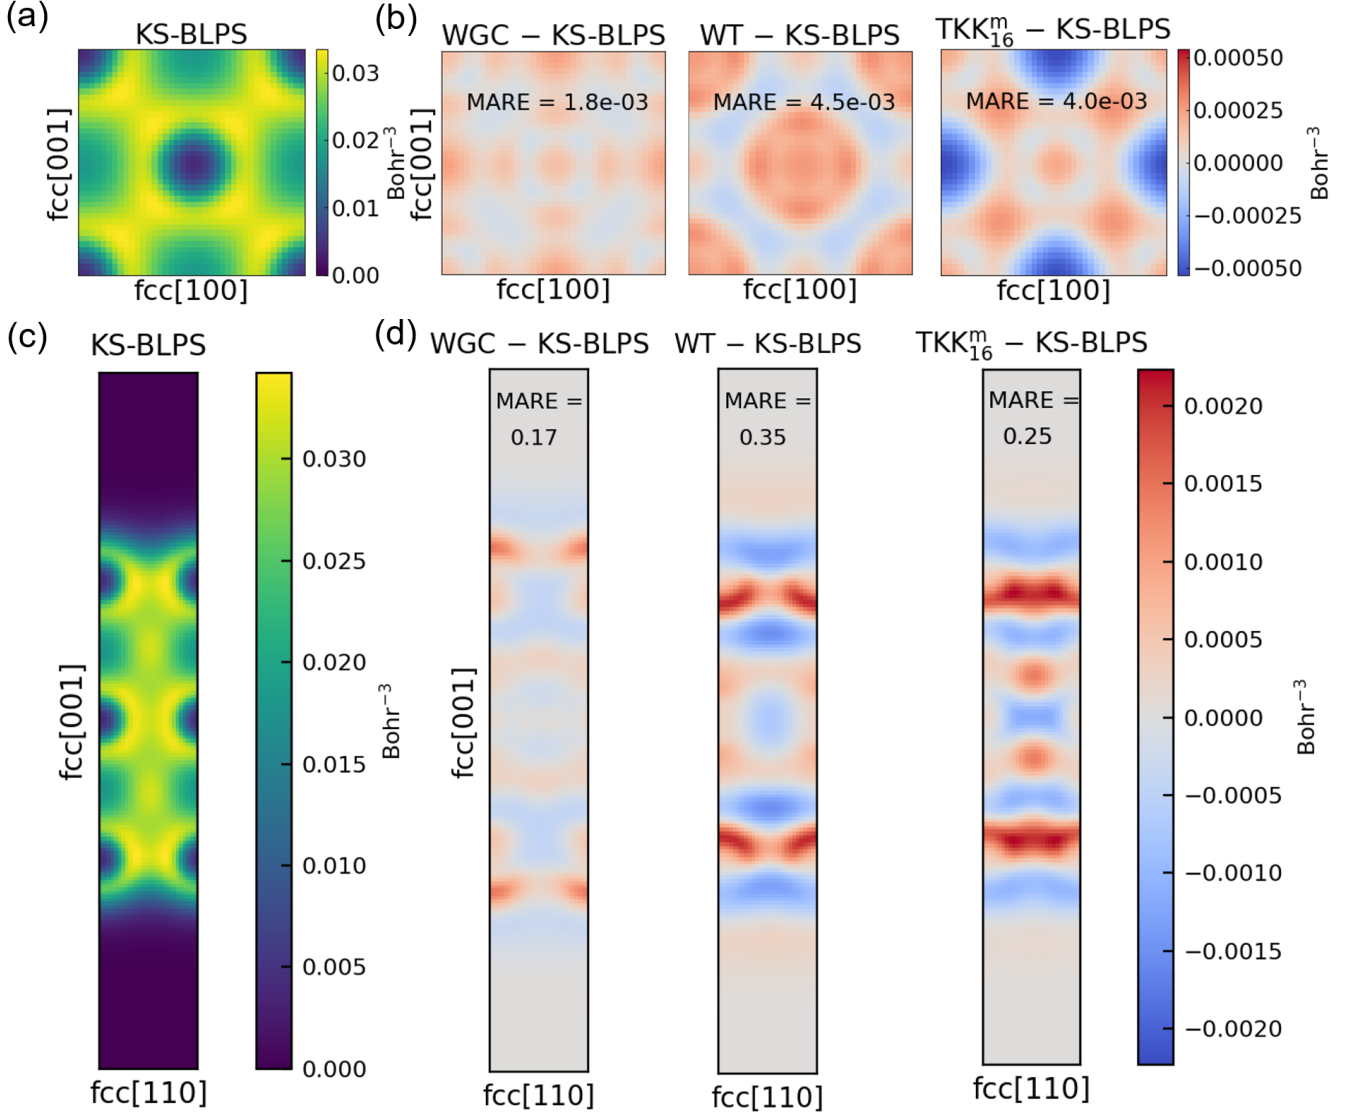 (a)
KS-BLPS
fcc[001]
fcc[100]
0.03
0.02
0.01
0.00
Bohr⁻³
(b)
WGC − KS-BLPS
MARE = 1.8e-03
fcc[001]
fcc[100]
WT − KS-BLPS
MARE = 4.5e-03
fcc[100]
TKKᵐ₁₆ − KS-BLPS
MARE = 4.0e-03
fcc[100]
0.00050
0.00025
0.00000
−0.00025
−0.00050
Bohr⁻³
(c)
KS-BLPS
fcc[001]
fcc[110]
0.030
0.025
0.020
0.015
0.010
0.005
0.000
Bohr⁻³
(d)
WGC − KS-BLPS
MARE =
0.17
fcc[001]
fcc[110]
WT − KS-BLPS
MARE =
0.35
fcc[110]
TKKᵐ₁₆ − KS-BLPS
MARE =
0.25
fcc[110]
0.0020
0.0015
0.0010
0.0005
0.0000
−0.0005
−0.0010
−0.0015
−0.0020
Bohr⁻³